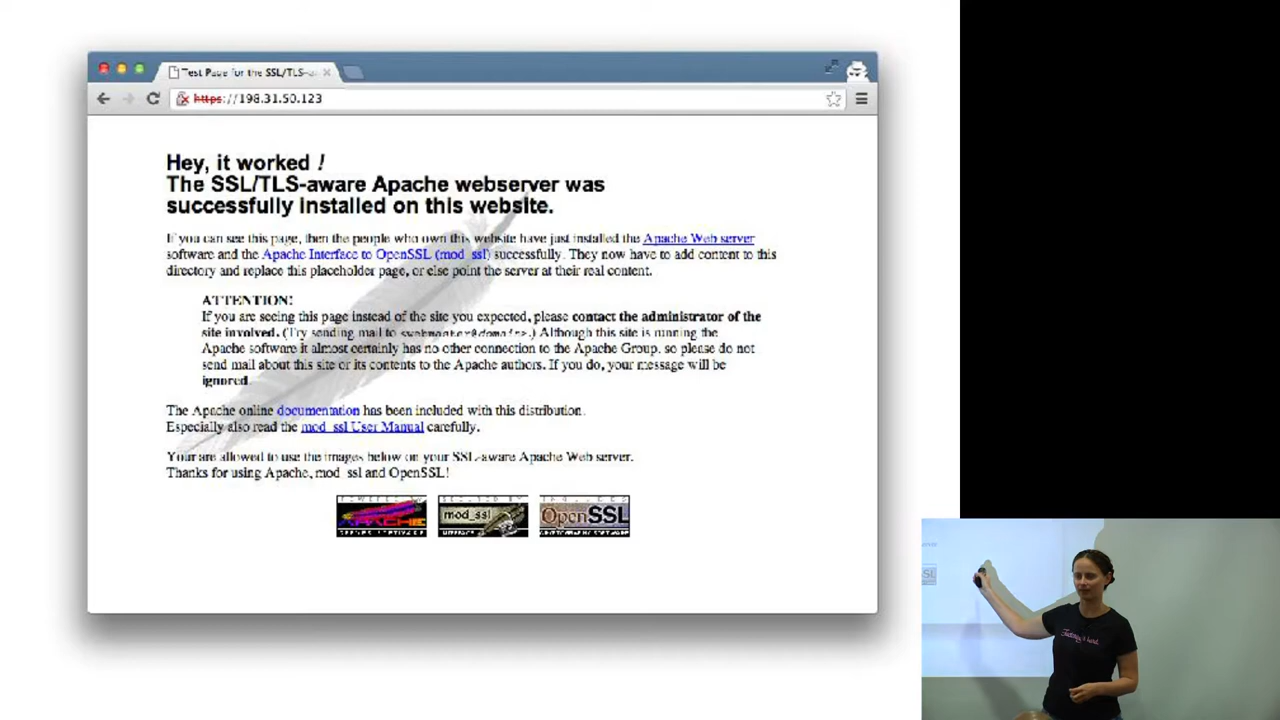 Test Page for the SSL/TLS-a
https://198.31.50.123
Hey, it worked !
The SSL/TLS-aware Apache webserver was
successfully installed on this website.
If you can see this page, then the people who own this website have just installed the Apache Web server
software and the Apache Interface to OpenSSL (mod_ssl) successfully. They now have to add content to this
directory and replace this placeholder page, or else point the server at their real content.
ATTENTION!
If you are seeing this page instead of the site you expected, please contact the administrator of the
site involved. (Try sending mail to <webmaster@domain>.) Although this site is running the
Apache software it almost certainly has no other connection to the Apache Group, so please do not
send mail about this site or its contents to the Apache authors. If you do, your message will be
ignored.
The Apache online documentation has been included with this distribution.
Especially also read the mod_ssl User Manual carefully.
Your are allowed to use the images below on your SSL-aware Apache Web server.
Thanks for using Apache, mod_ssl and OpenSSL!
APACHE
mod_ssl
OpenSSL